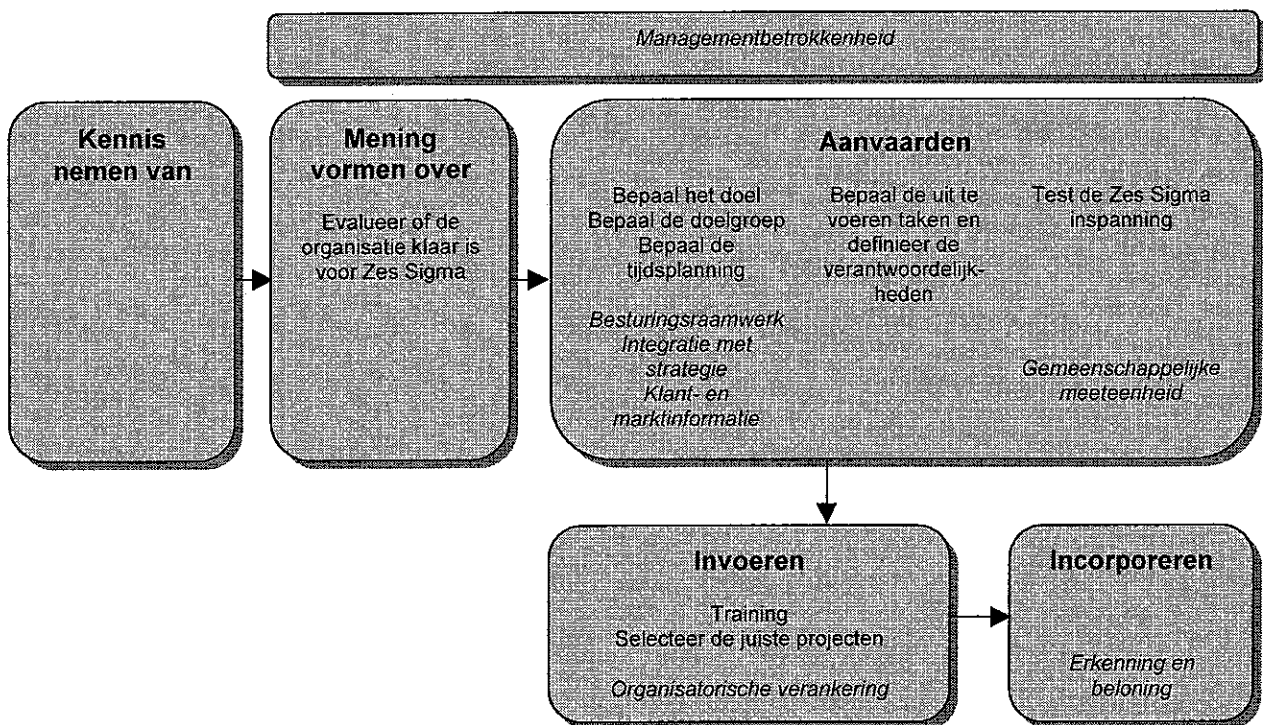 Managementbetrokkenheid
Kennis
nemen van
Mening
vormen over
Evalueer of de
organisatie klaar is
voor Zes Sigma
Aanvaarden
Bepaal het doel
Bepaal de doelgroep
Bepaal de
tijdsplanning
Besturingsraamwerk
Integratie met
strategie
Klant- en
marktinformatie
Bepaal de uit te
voeren taken en
definieer de
verantwoordelijk-
heden
Test de Zes Sigma
inspanning
Gemeenschappelijke
meeteenheid
Invoeren
Training
Selecteer de juiste projecten
Organisatorische verankering
Incorporeren
Erkenning en
beloning